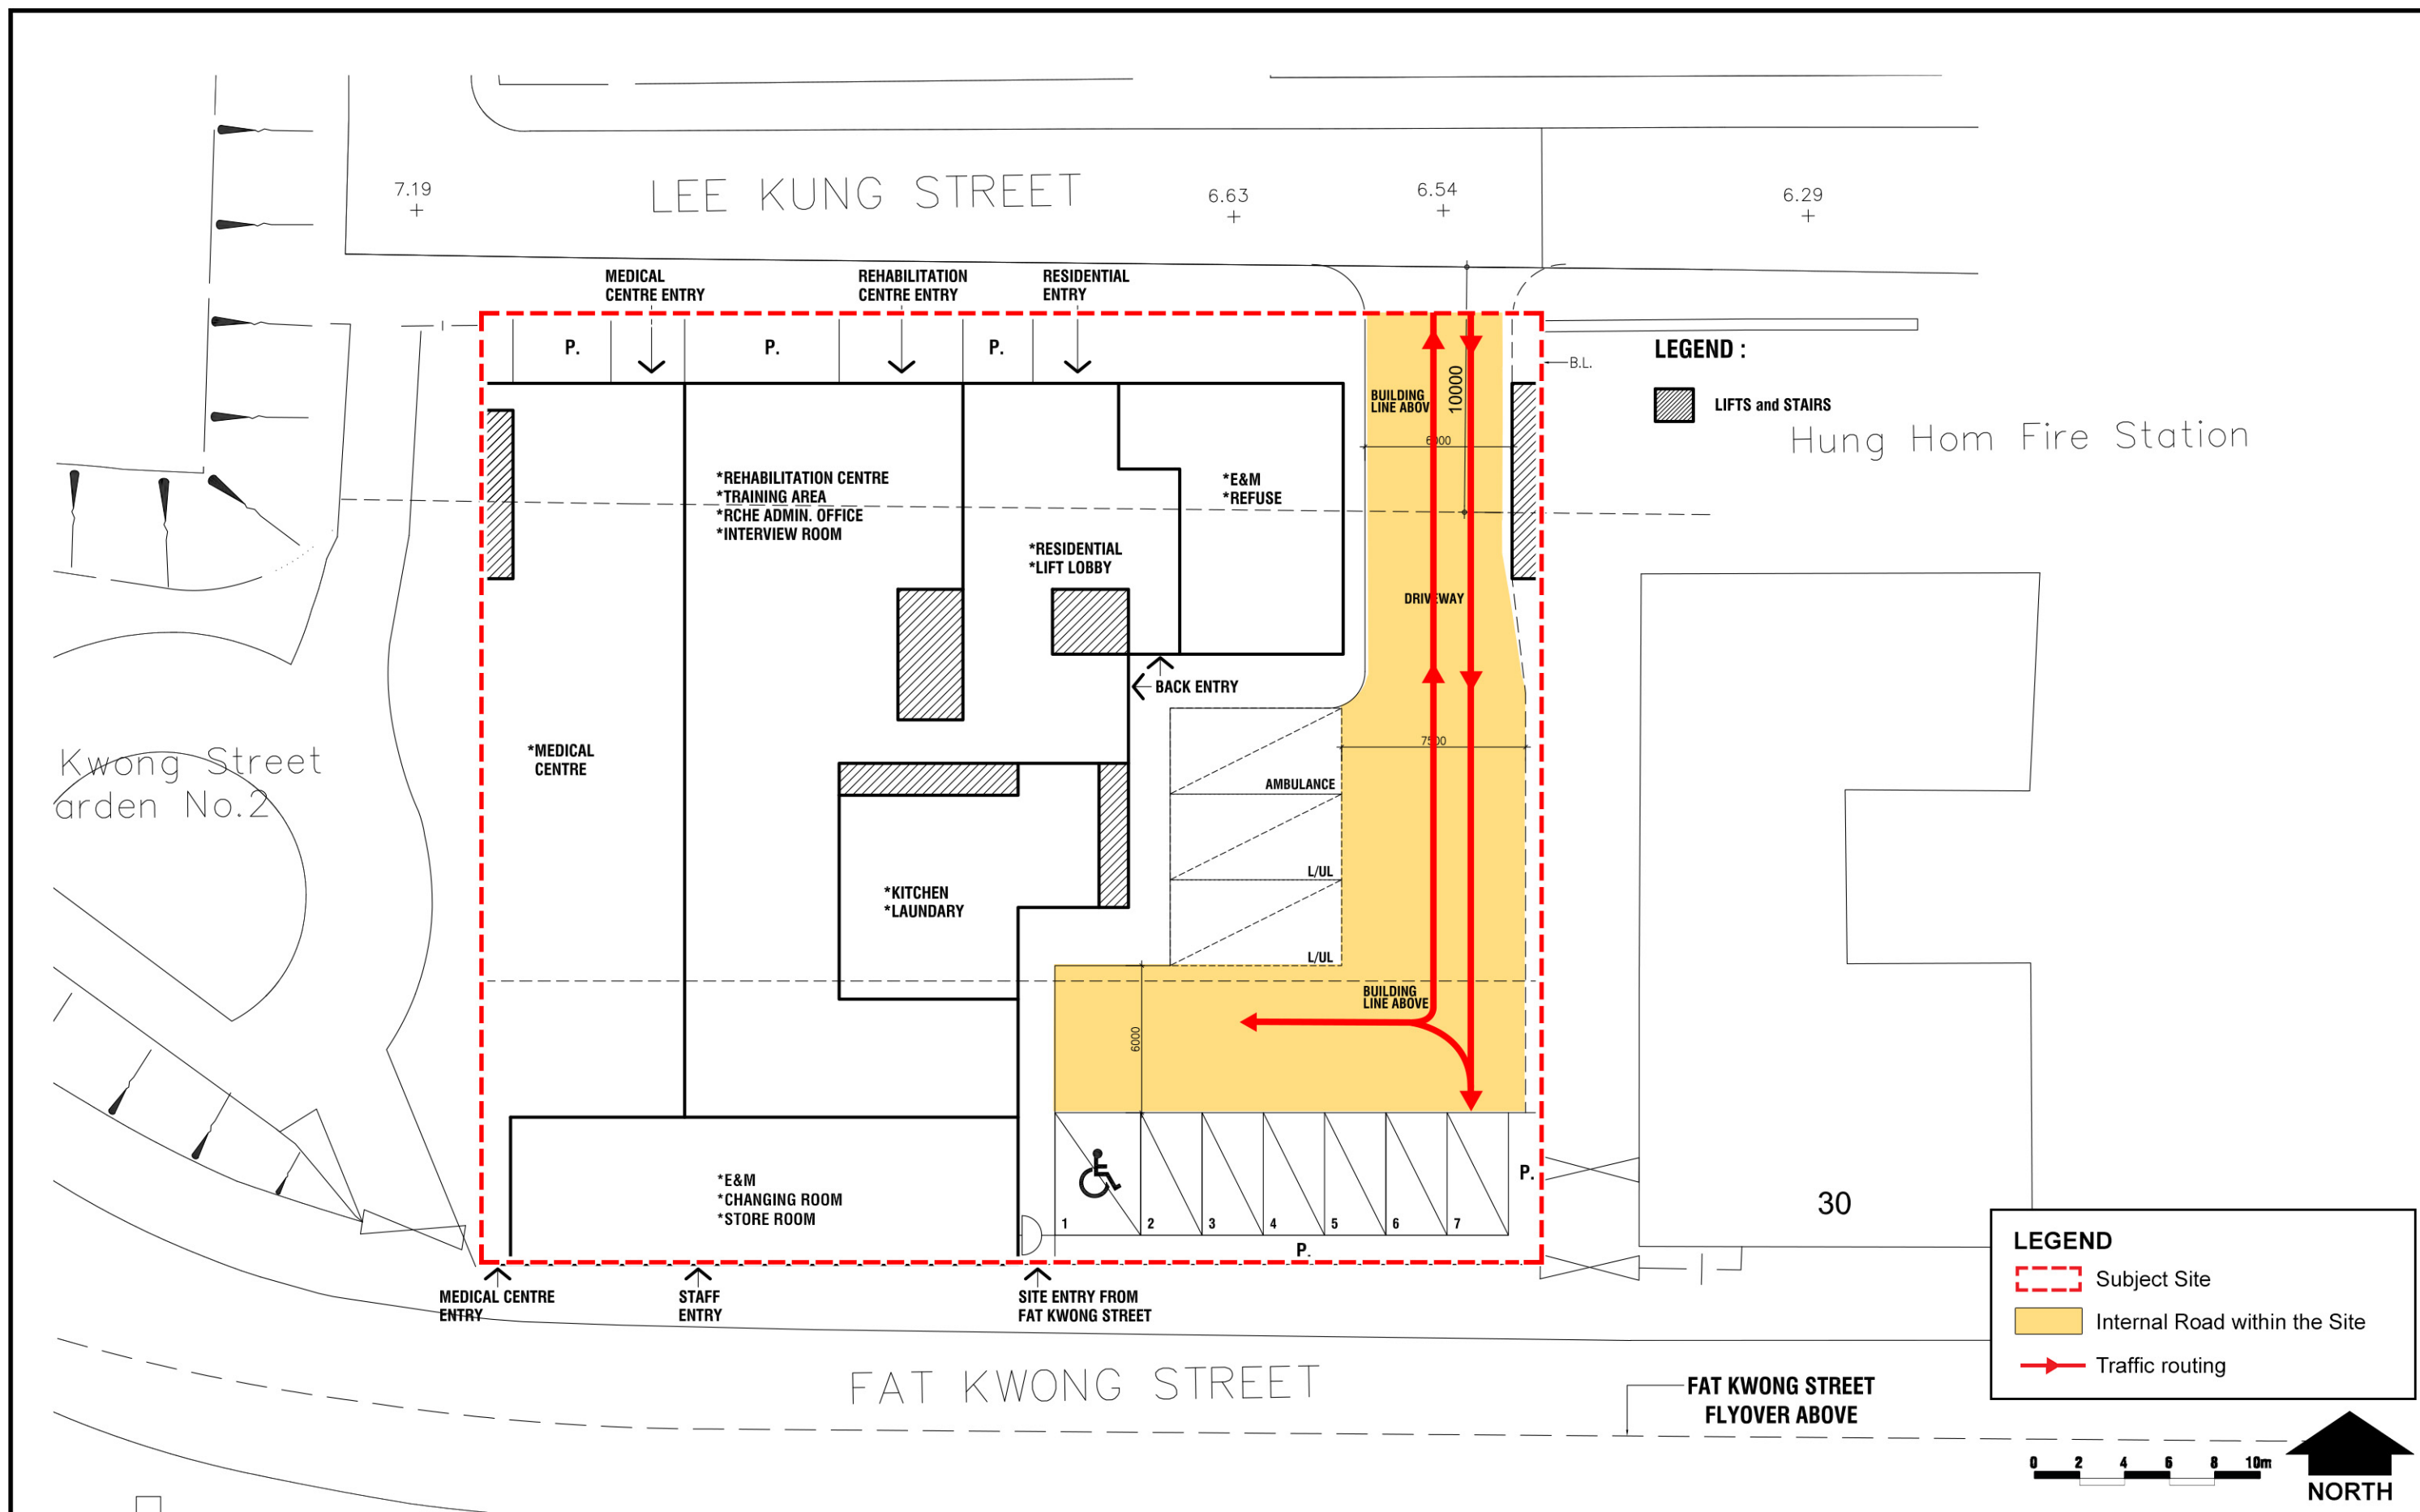 LEE KUNG STREET
7.19
6.63
6.54
6.29
MEDICAL
CENTRE ENTRY
REHABILITATION
CENTRE ENTRY
RESIDENTIAL
ENTRY
P.
P.
P.
B.L.
LEGEND :
LIFTS and STAIRS
Hung Hom Fire Station
BUILDING
LINE ABOV
10000
6000
*REHABILITATION CENTRE
*TRAINING AREA
*RCHE ADMIN. OFFICE
*INTERVIEW ROOM
*E&M
*REFUSE
*RESIDENTIAL
*LIFT LOBBY
DRIVEWAY
BACK ENTRY
*MEDICAL
CENTRE
7500
Kwong Street
arden No.2
AMBULANCE
L/UL
L/UL
*KITCHEN
*LAUNDARY
BUILDING
LINE ABOVE
6000
*E&M
*CHANGING ROOM
*STORE ROOM
1
2
3
4
5
6
7
P.
P.
30
MEDICAL CENTRE
ENTRY
STAFF
ENTRY
SITE ENTRY FROM
FAT KWONG STREET
FAT KWONG STREET
FAT KWONG STREET
FLYOVER ABOVE
LEGEND
Subject Site
Internal Road within the Site
Traffic routing
0 2 4 6 8 10m
NORTH